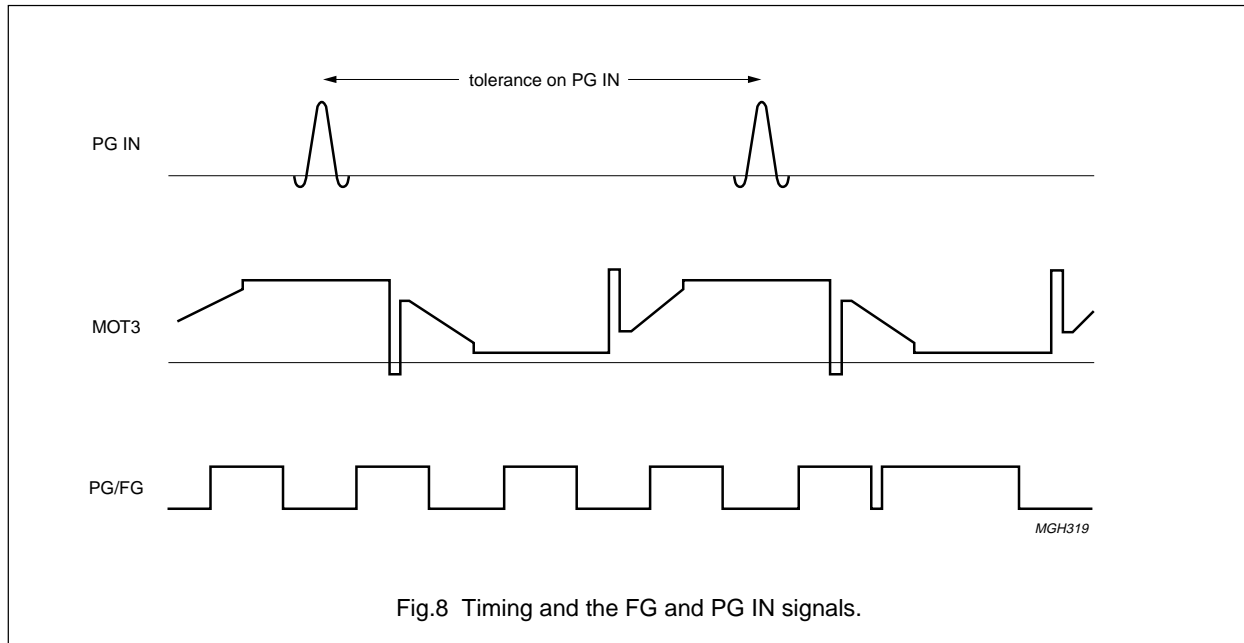 tolerance on PG IN
PG IN
MOT3
PG/FG
MGH319
Fig.8 Timing and the FG and PG IN signals.